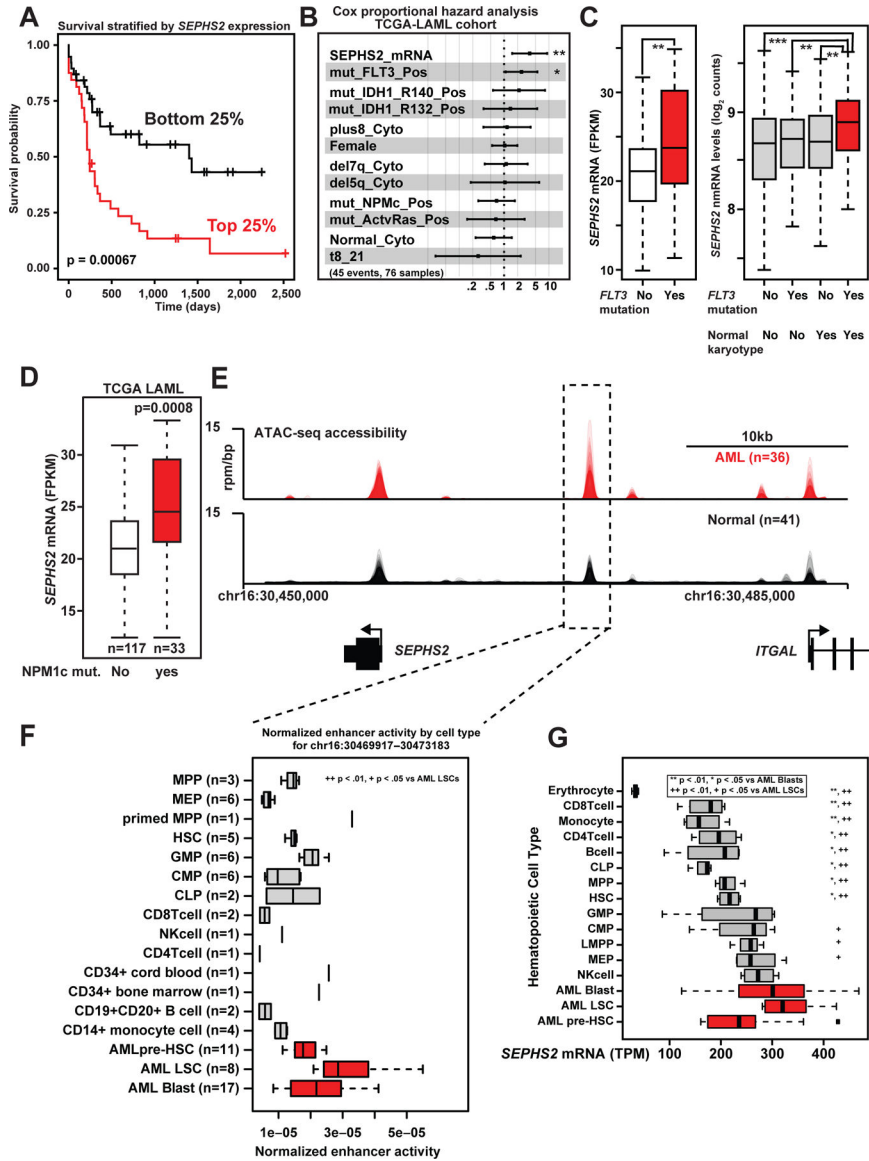 A
Survival stratified by SEPHS2 expression
1.00
0.75
0.50
0.25
0.00
Survival probability
Bottom 25%
Top 25%
p = 0.00067
0 500 1,000 1,500 2,000 2,500
Time (days)
B
Cox proportional hazard analysis
TCGA-LAML cohort
SEPHS2_mRNA **
mut_FLT3_Pos *
mut_IDH1_R140_Pos
mut_IDH1_R132_Pos
plus8_Cyto
Female
del7q_Cyto
del5q_Cyto
mut_NPMc_Pos
mut_ActvRas_Pos
Normal_Cyto
t8_21
(45 events, 76 samples)
.2 .5 1 2 5 10
C
**
30
20
10
SEPHS2 mRNA (FPKM)
FLT3 mutation
No Yes
*** ** **
9
8
SEPHS2 nmRNA levels (log2 counts)
FLT3 mutation
No Yes No Yes
Normal karyotype
No No Yes Yes
D
TCGA LAML
p=0.0008
30
25
20
15
SEPHS2 mRNA (FPKM)
n=117 n=33
NPM1c mut. No yes
E
15
ATAC-seq accessibility
10kb
AML (n=36)
rpm/bp
15
Normal (n=41)
chr16:30,450,000
chr16:30,485,000
SEPHS2
ITGAL
F
Normalized enhancer activity by cell type
for chr16:30469917–30473183
++ p < .01, + p < .05 vs AML LSCs
MPP (n=3)
MEP (n=6)
primed MPP (n=1)
HSC (n=5)
GMP (n=6)
CMP (n=6)
CLP (n=2)
CD8Tcell (n=2)
NKcell (n=1)
CD4Tcell (n=1)
CD34+ cord blood (n=1)
CD34+ bone marrow (n=1)
CD19+CD20+ B cell (n=2)
CD14+ monocyte cell (n=4)
AMLpre-HSC (n=11)
AML LSC (n=8)
AML Blast (n=17)
1e−05 3e−05 5e−05
Normalized enhancer activity
G
** p < .01, * p < .05 vs AML Blasts
++ p < .01, + p < .05 vs AML LSCs
Hematopoietic Cell Type
Erythrocyte **, ++
CD8Tcell **, ++
Monocyte **, ++
CD4Tcell *, ++
Bcell *, ++
CLP *, ++
MPP *, ++
HSC *, ++
GMP
CMP +
LMPP +
MEP +
NKcell
AML Blast
AML LSC
AML pre-HSC
SEPHS2 mRNA (TPM) 100 200 300 400